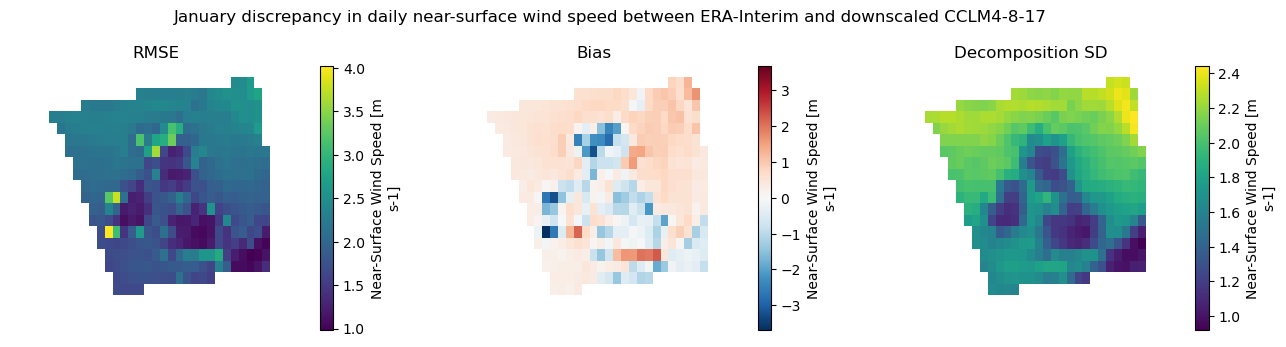 January discrepancy in daily near-surface wind speed between ERA-Interim and downscaled CCLM4-8-17
RMSE
4.0
3.5
3.0
2.5
2.0
1.5
1.0
Near-Surface Wind Speed [m
s-1]
Bias
3
2
1
0
−1
−2
−3
Near-Surface Wind Speed [m
s-1]
Decomposition SD
2.4
2.2
2.0
1.8
1.6
1.4
1.2
1.0
Near-Surface Wind Speed [m
s-1]